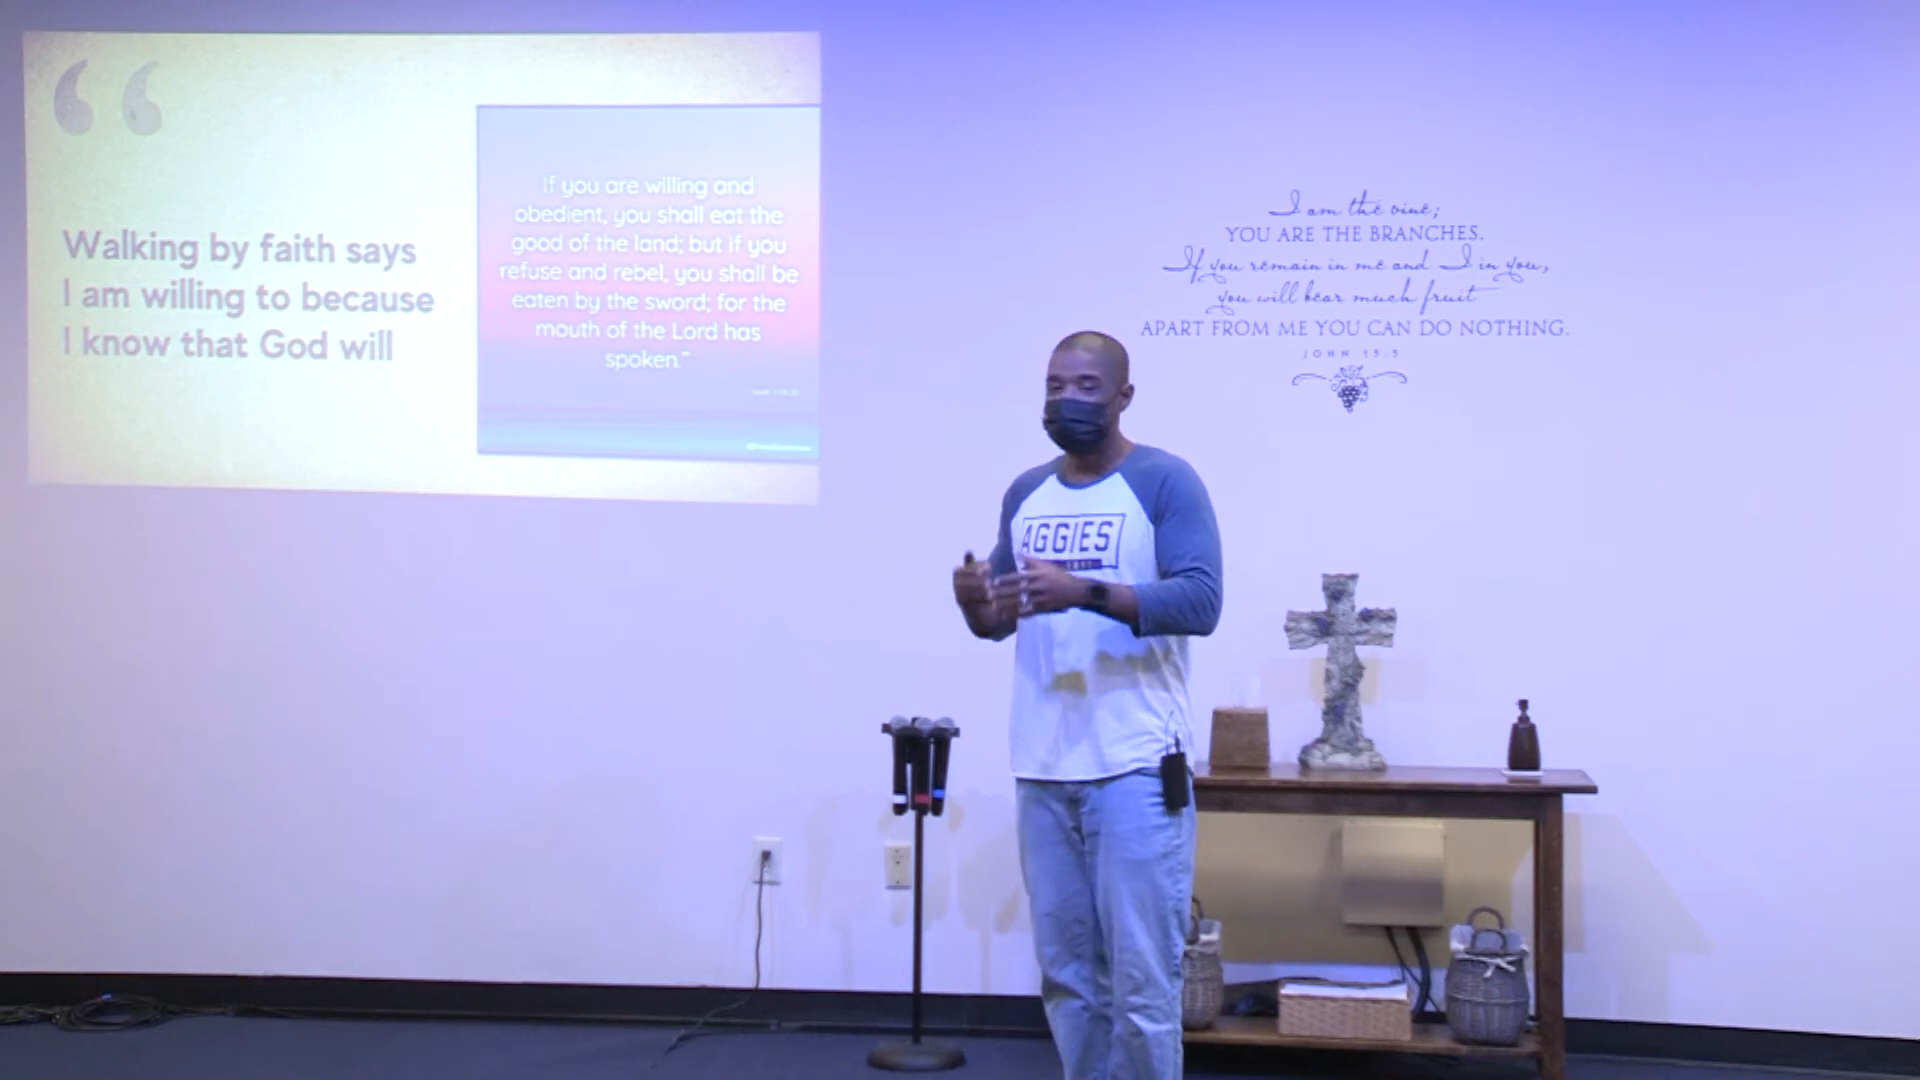 Walking by faith says
I am willing to because
I know that God will
If you are willing and
obedient, you shall eat the
good of the land; but if you
refuse and rebel, you shall be
eaten by the sword; for the
mouth of the Lord has
spoken."
I am the vine;
YOU ARE THE BRANCHES.
If you remain in me and I in you,
you will bear much fruit
APART FROM ME YOU CAN DO NOTHING.
JOHN 15:5
AGGIES